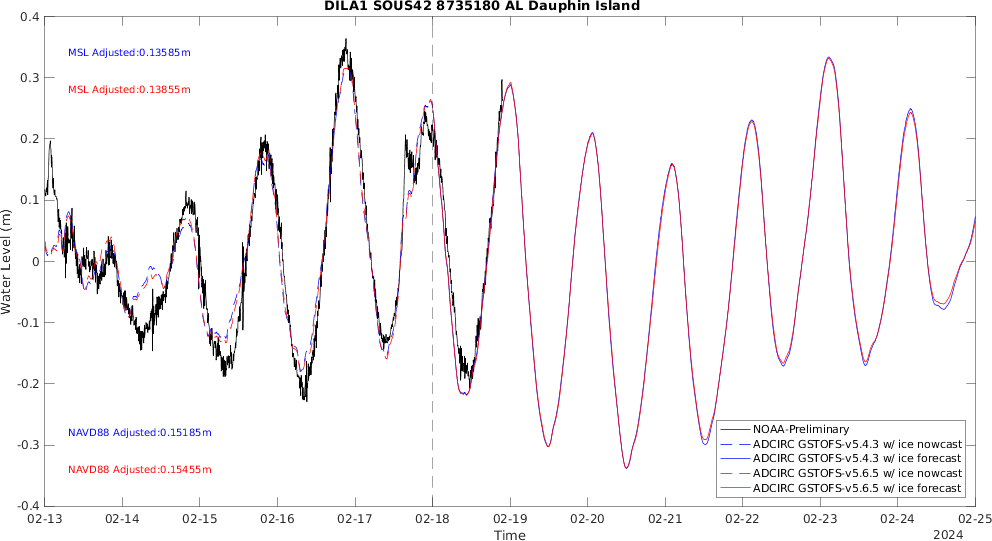 DILA1 SOUS42 8735180 AL Dauphin Island
0.4
0.3
0.2
0.1
0
-0.1
-0.2
-0.3
-0.4
Water Level (m)
MSL Adjusted:0.13585m
MSL Adjusted:0.13855m
NAVD88 Adjusted:0.15185m
NAVD88 Adjusted:0.15455m
NOAA-Preliminary
ADCIRC GSTOFS-v5.4.3 w/ ice nowcast
ADCIRC GSTOFS-v5.4.3 w/ ice forecast
ADCIRC GSTOFS-v5.6.5 w/ ice nowcast
ADCIRC GSTOFS-v5.6.5 w/ ice forecast
02-13 02-14 02-15 02-16 02-17 02-18 02-19 02-20 02-21 02-22 02-23 02-24 02-25
Time
2024